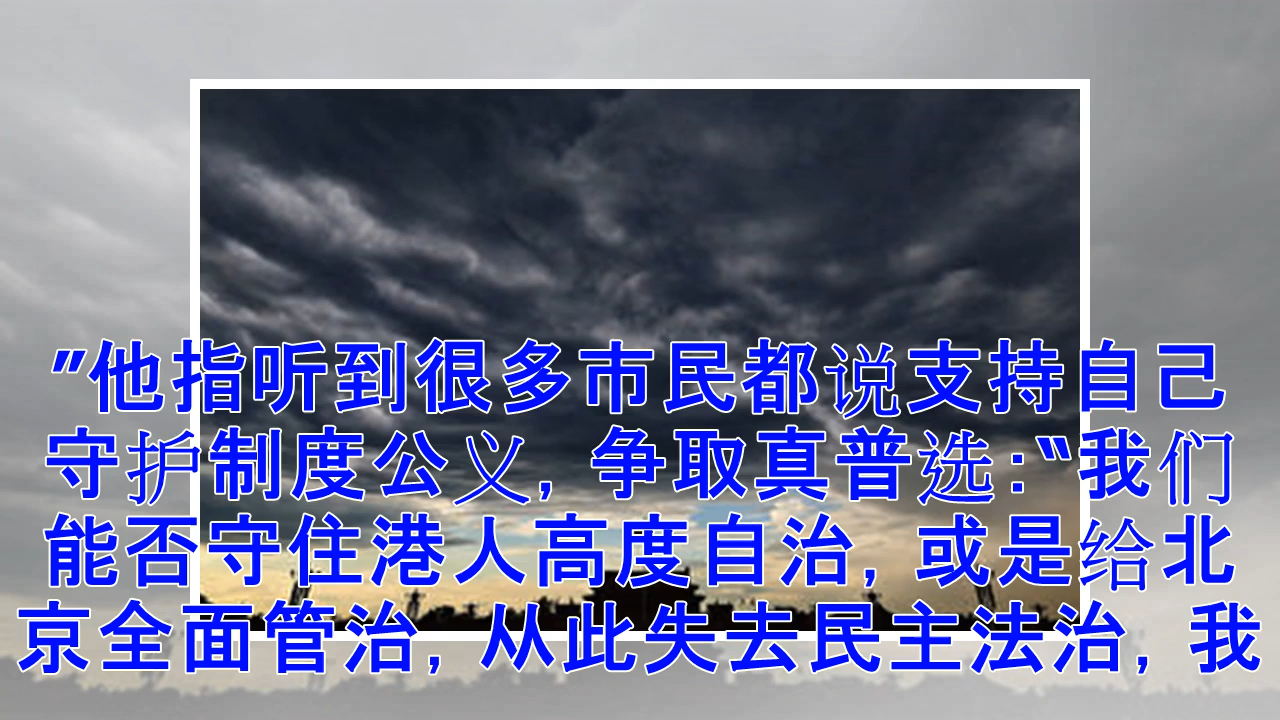 ”他指听到很多市民都说支持自己
守护制度公义, 争取真普选:“我们
能否守住港人高度自治, 或是给北
京全面管治, 从此失去民主法治, 我